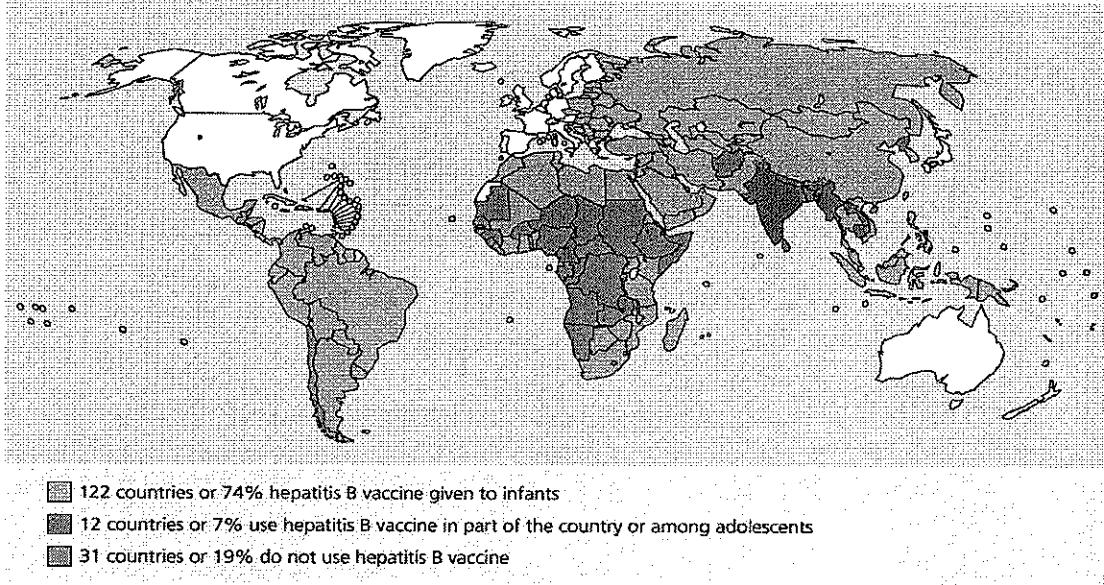 122 countries or 74% hepatitis B vaccine given to infants
12 countries or 7% use hepatitis B vaccine in part of the country or among adolescents
31 countries or 19% do not use hepatitis B vaccine